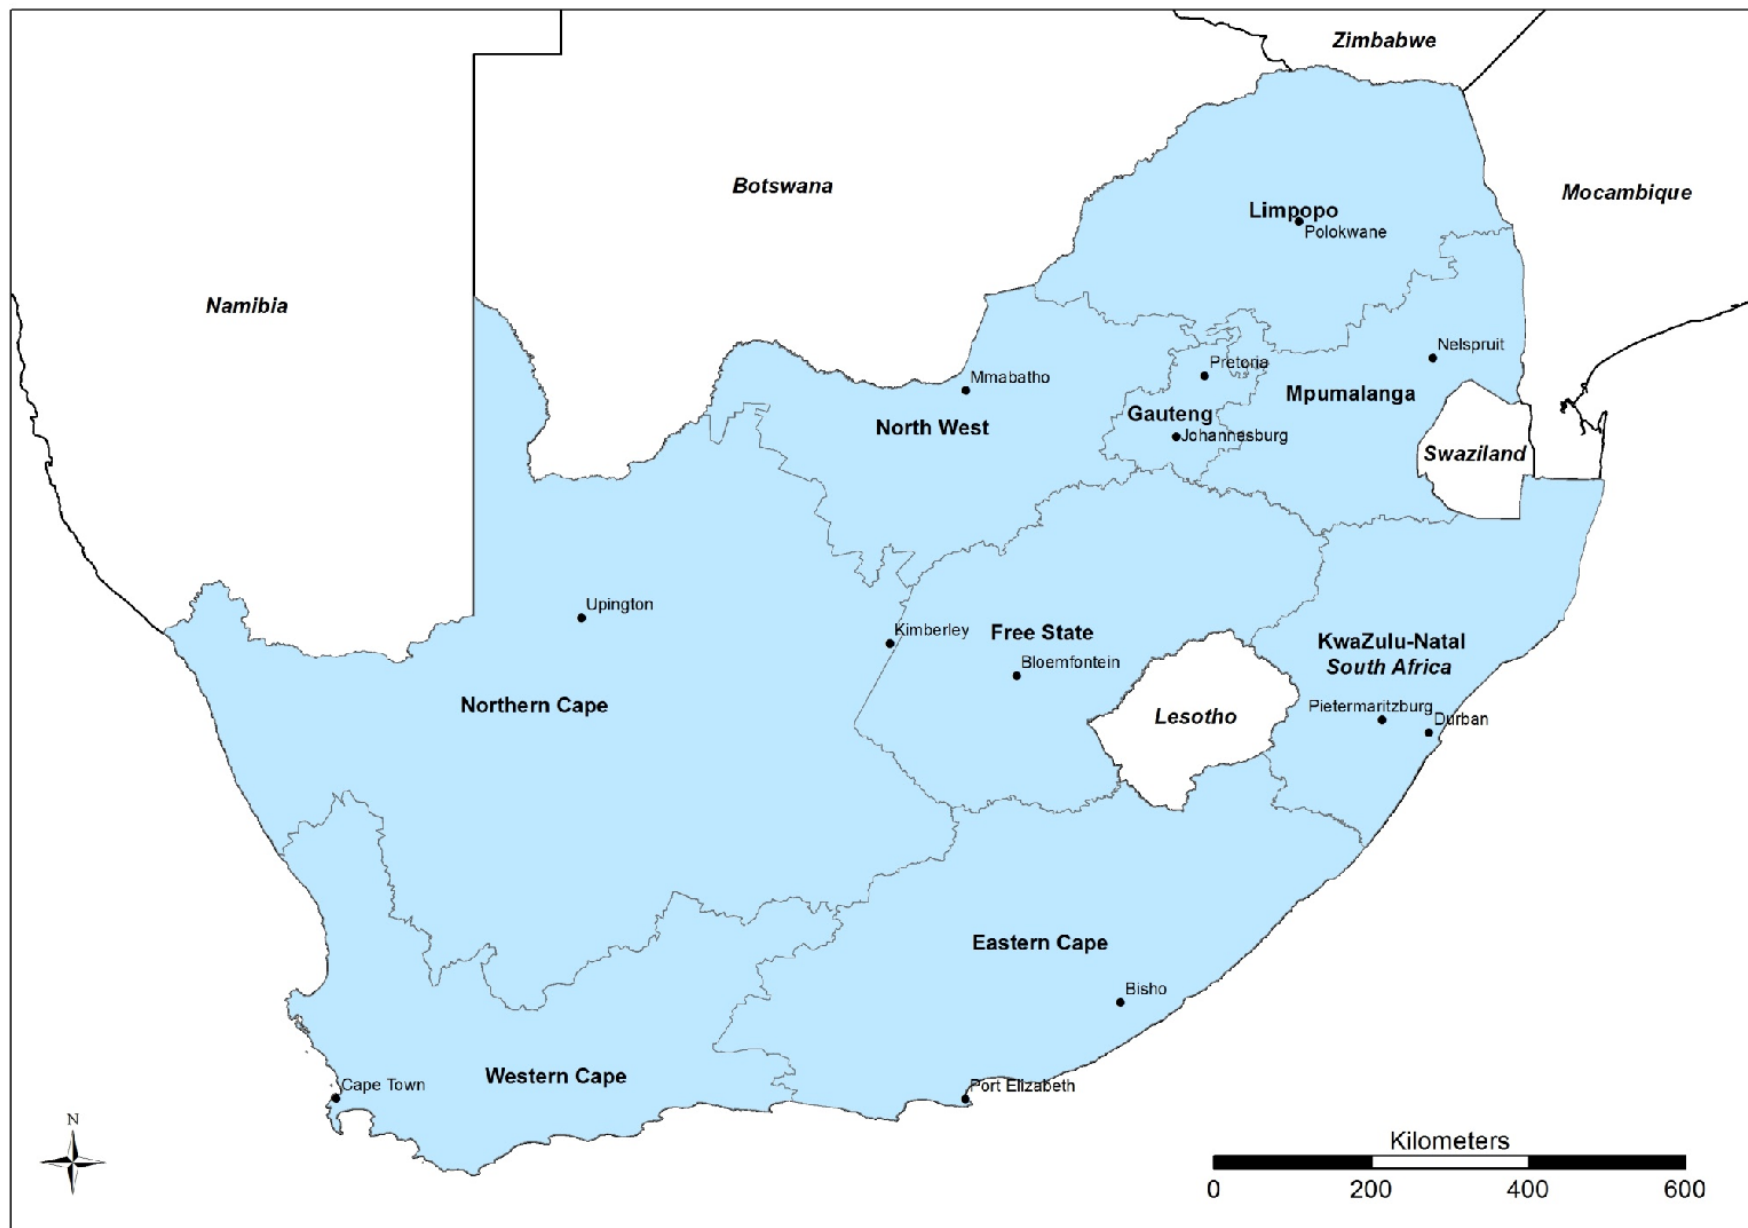 Zimbabwe
Botswana
Mocambique
Limpopo
Polokwane
Namibia
Nelspruit
Pretoria
Mmabatho
Mpumalanga
Gauteng
North West
Johannesburg
Swaziland
Upington
Kimberley
Free State
KwaZulu-Natal
South Africa
Bloemfontein
Northern Cape
Pietermaritzburg
Lesotho
Durban
Eastern Cape
Bisho
Western Cape
Cape Town
Port Elizabeth
N
Kilometers
0 200 400 600